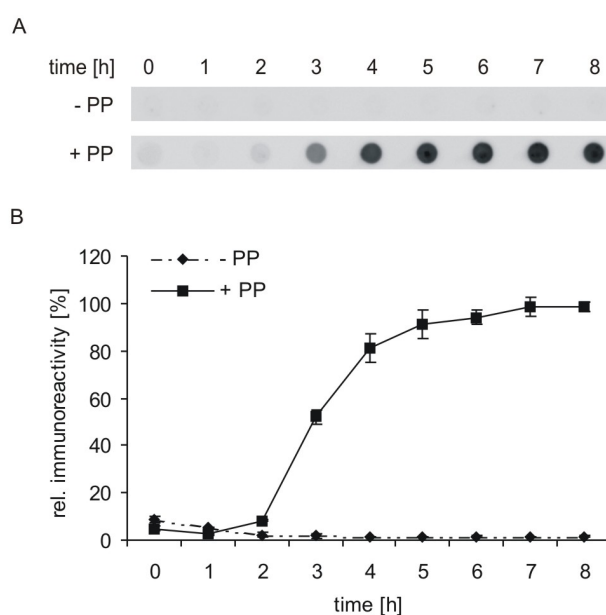 A
time [h] 0 1 2 3 4 5 6 7 8
- PP
+ PP
B
120
100
80
60
40
20
0
rel. immunoreactivity [%]
- PP
+ PP
0 1 2 3 4 5 6 7 8
time [h]